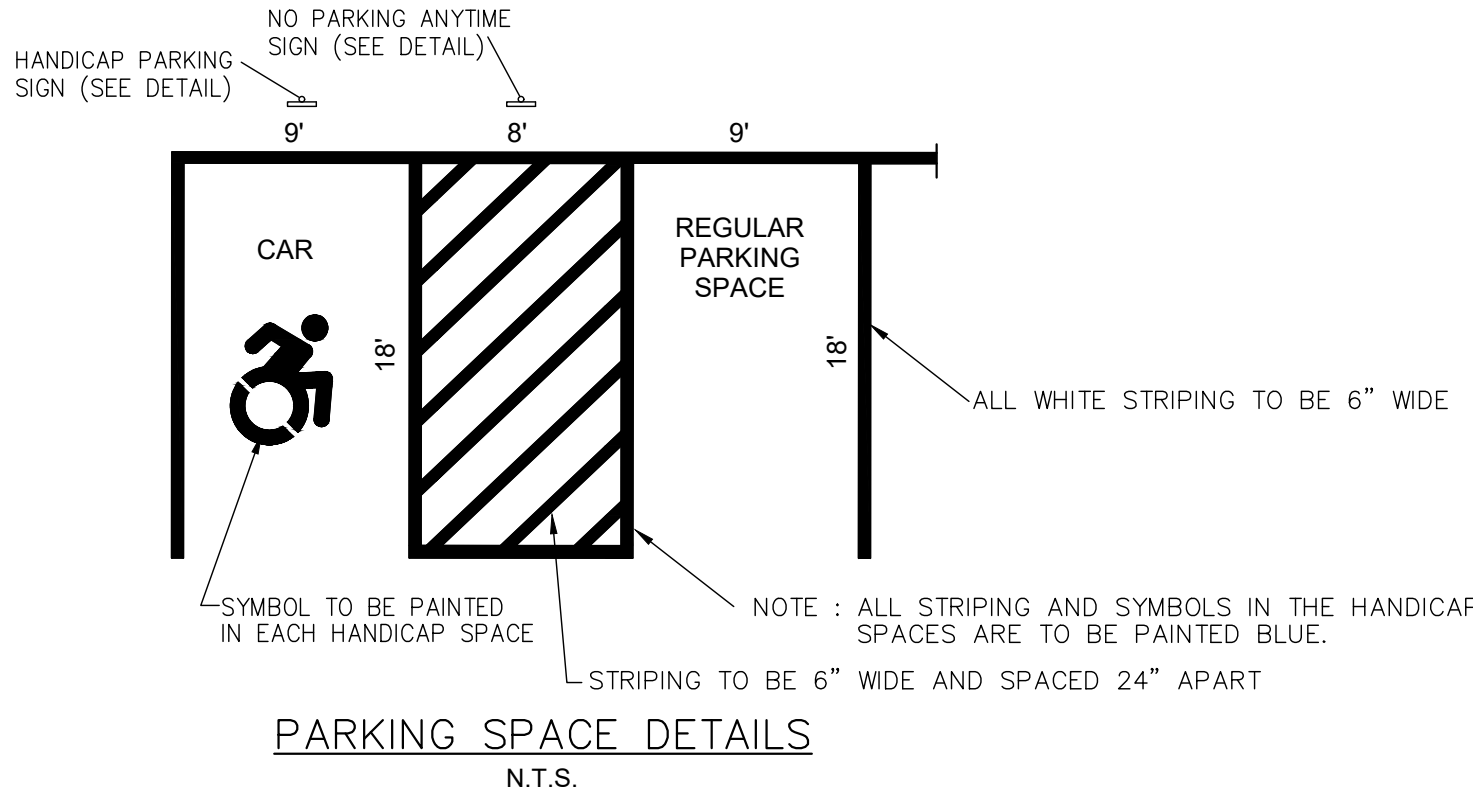 NO PARKING ANYTIME
SIGN (SEE DETAIL)
HANDICAP PARKING
SIGN (SEE DETAIL)
9'
8'
9'
CAR
REGULAR
PARKING
SPACE
18'
18'
ALL WHITE STRIPING TO BE 6” WIDE
SYMBOL TO BE PAINTED
IN EACH HANDICAP SPACE
NOTE : ALL STRIPING AND SYMBOLS IN THE HANDICAP
SPACES ARE TO BE PAINTED BLUE.
STRIPING TO BE 6” WIDE AND SPACED 24” APART
PARKING SPACE DETAILS
N.T.S.